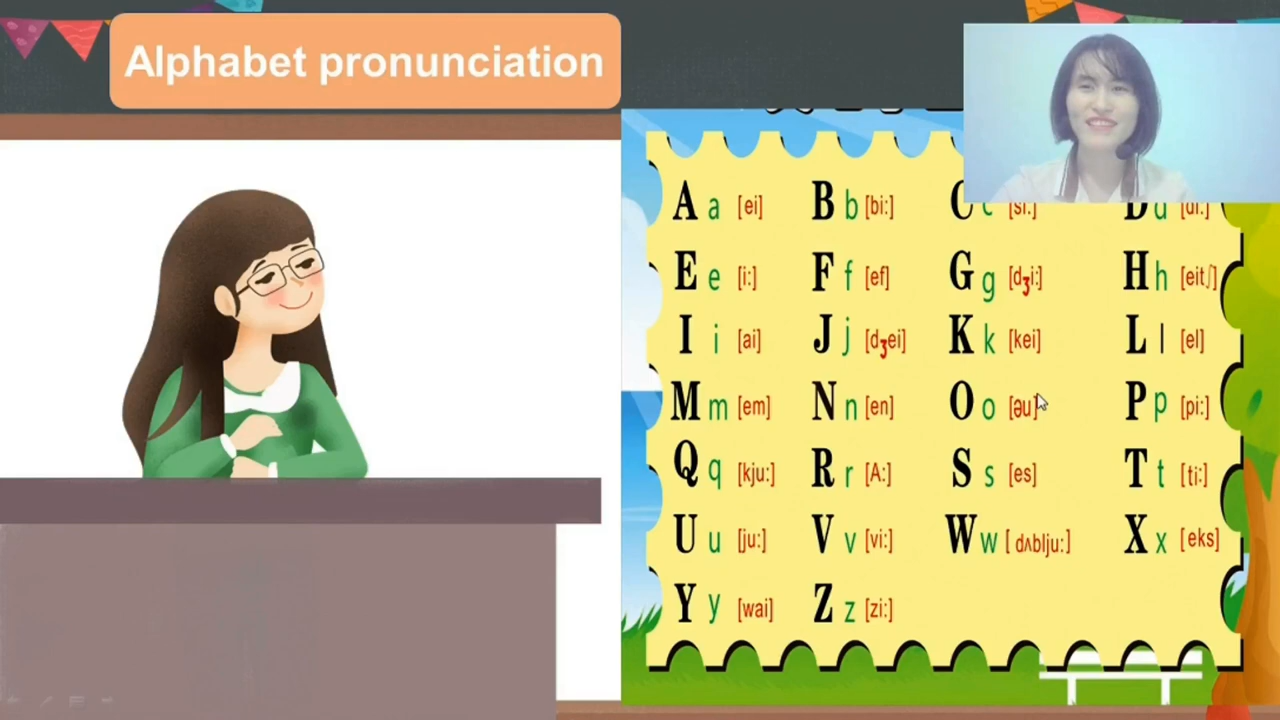 Alphabet pronunciation
A a [ei] B b [bi:] C c [si:] D d [di:]
E e [i:] F f [ef] G g [dʒi:] H h [eitʃ]
I i [ai] J j [dʒei] K k [kei] L l [el]
M m [em] N n [en] O o [əu] P p [pi:]
Q q [kju:] R r [A:] S s [es] T t [ti:]
U u [ju:] V v [vi:] W w [ dʌblju:] X x [eks]
Y y [wai] Z z [zi:]